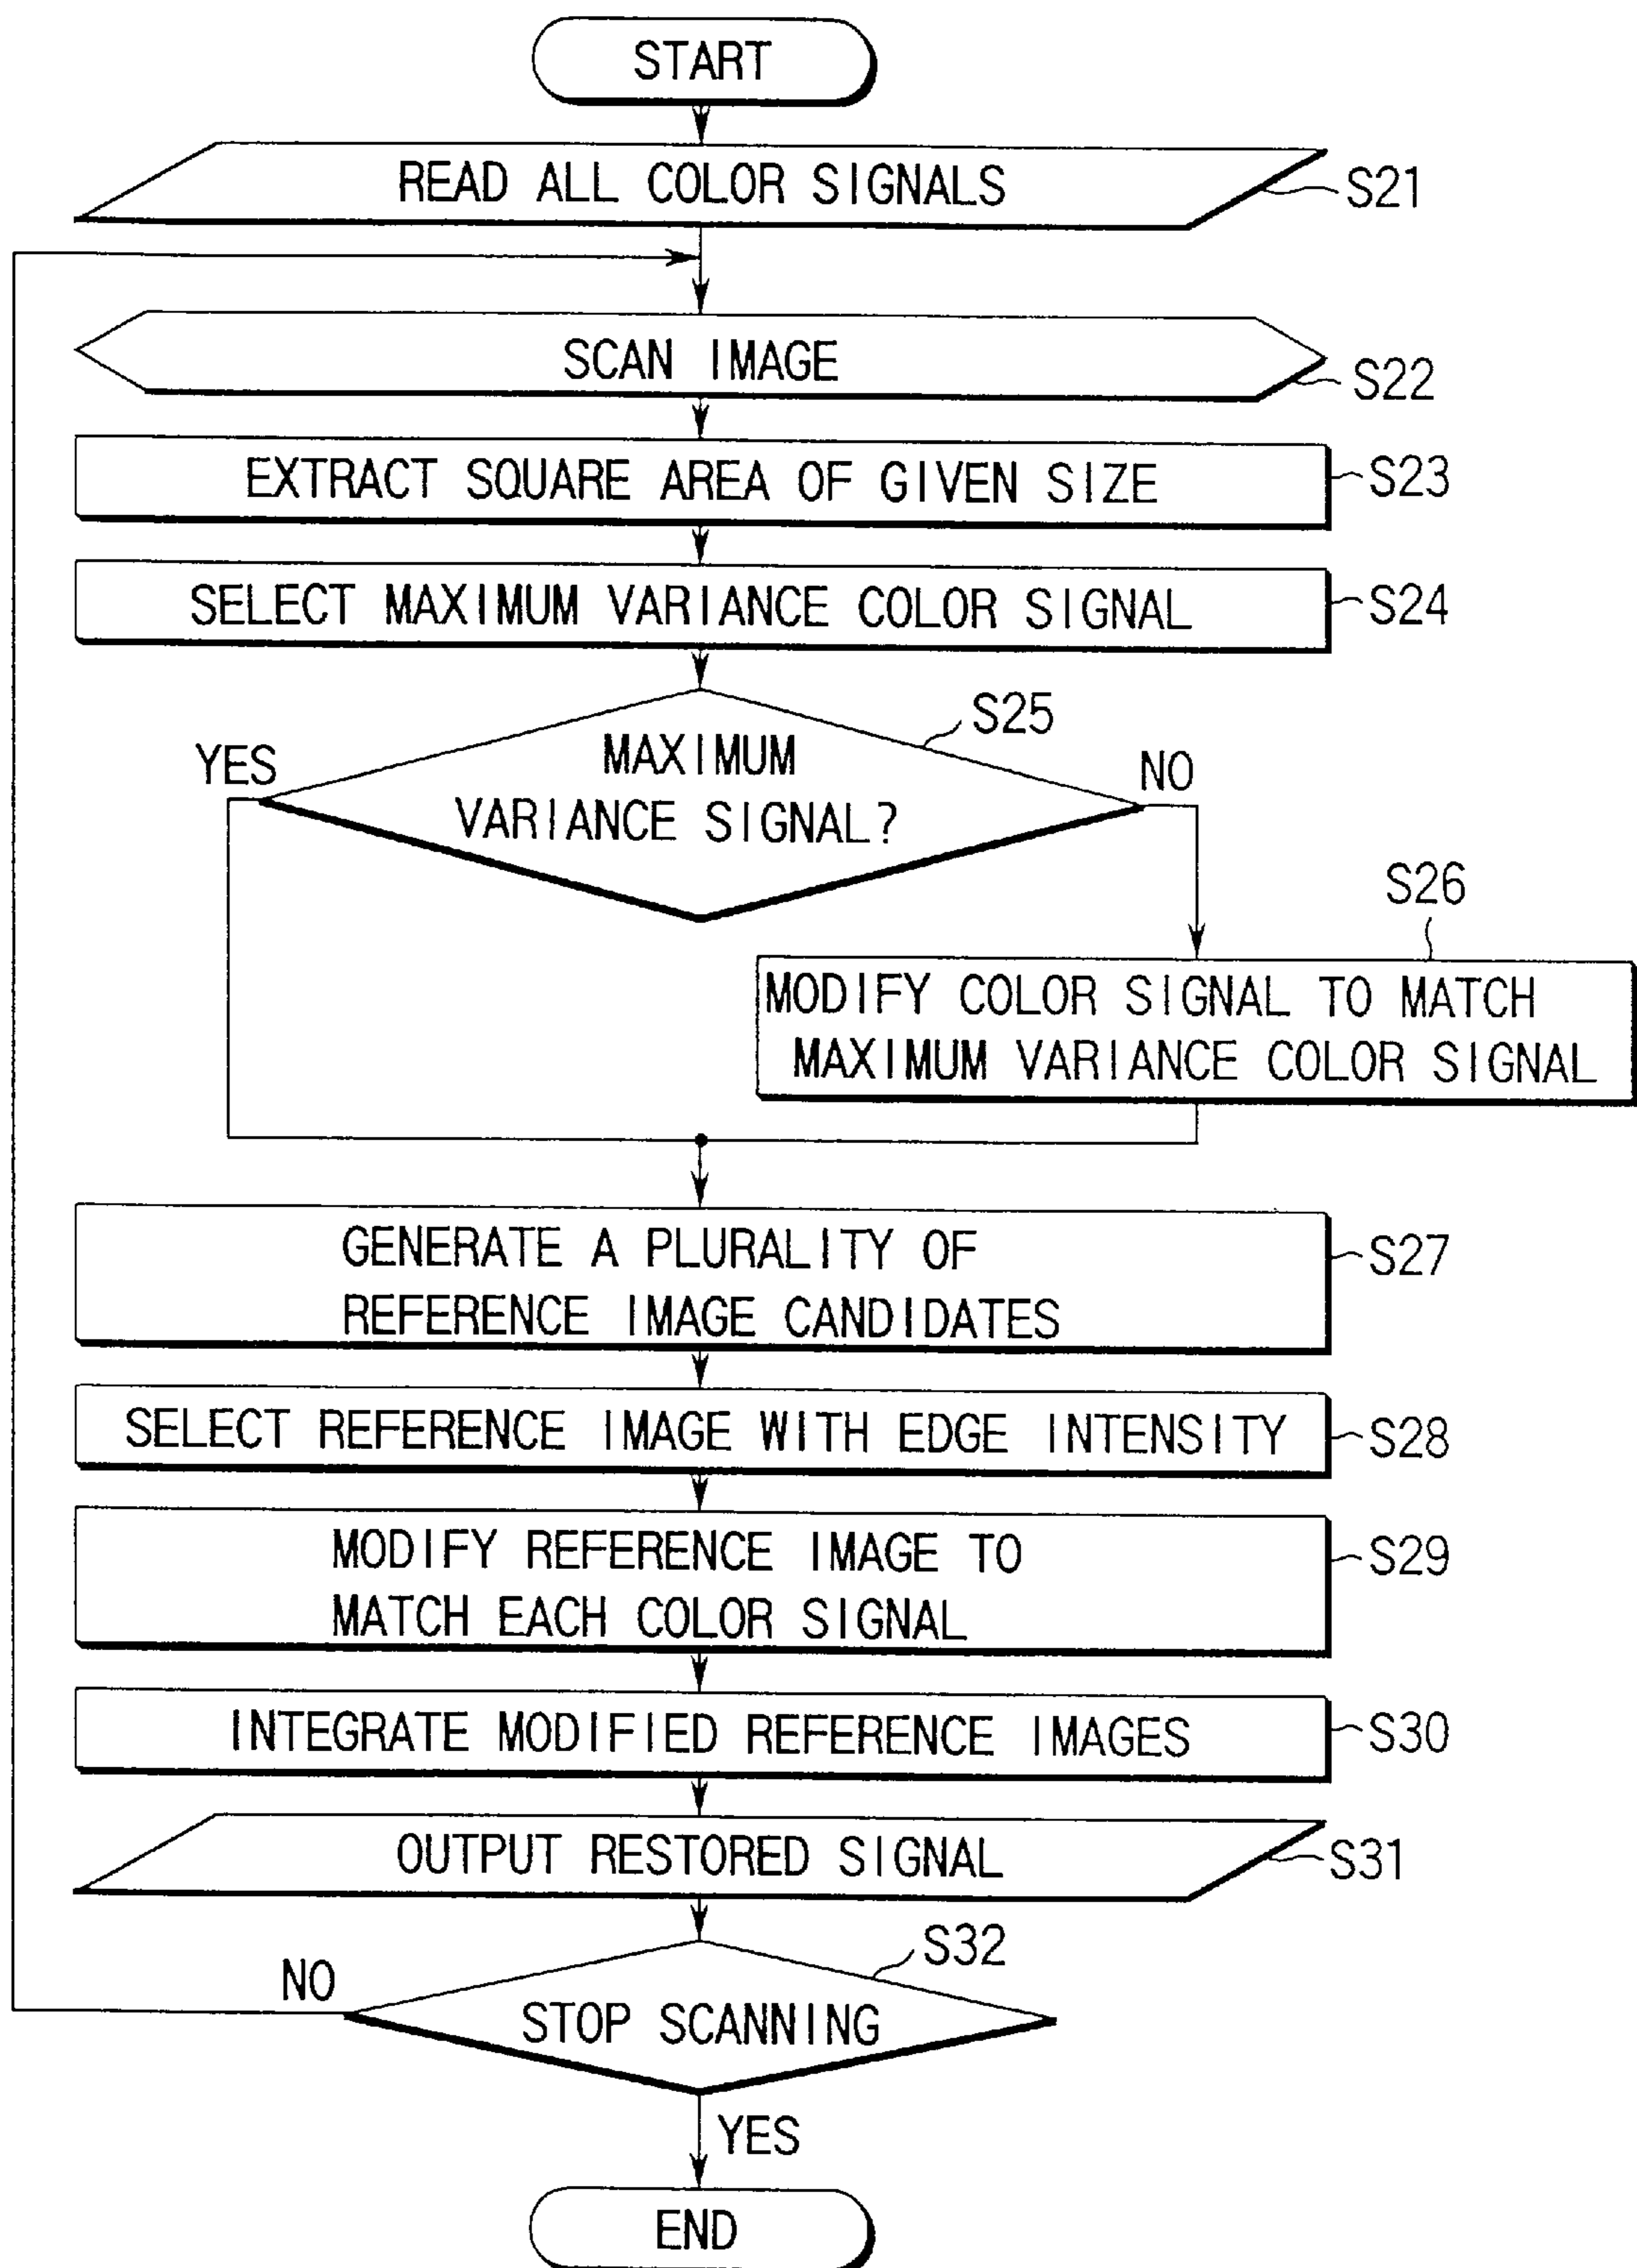 START
READ ALL COLOR SIGNALS
S21
SCAN IMAGE
S22
EXTRACT SQUARE AREA OF GIVEN SIZE
S23
SELECT MAXIMUM VARIANCE COLOR SIGNAL
S24
S25
YES
MAXIMUM
VARIANCE SIGNAL?
NO
S26
MODIFY COLOR SIGNAL TO MATCH
MAXIMUM VARIANCE COLOR SIGNAL
GENERATE A PLURALITY OF
REFERENCE IMAGE CANDIDATES
S27
SELECT REFERENCE IMAGE WITH EDGE INTENSITY
S28
MODIFY REFERENCE IMAGE TO
MATCH EACH COLOR SIGNAL
S29
INTEGRATE MODIFIED REFERENCE IMAGES
S30
OUTPUT RESTORED SIGNAL
S31
S32
NO
STOP SCANNING
YES
END